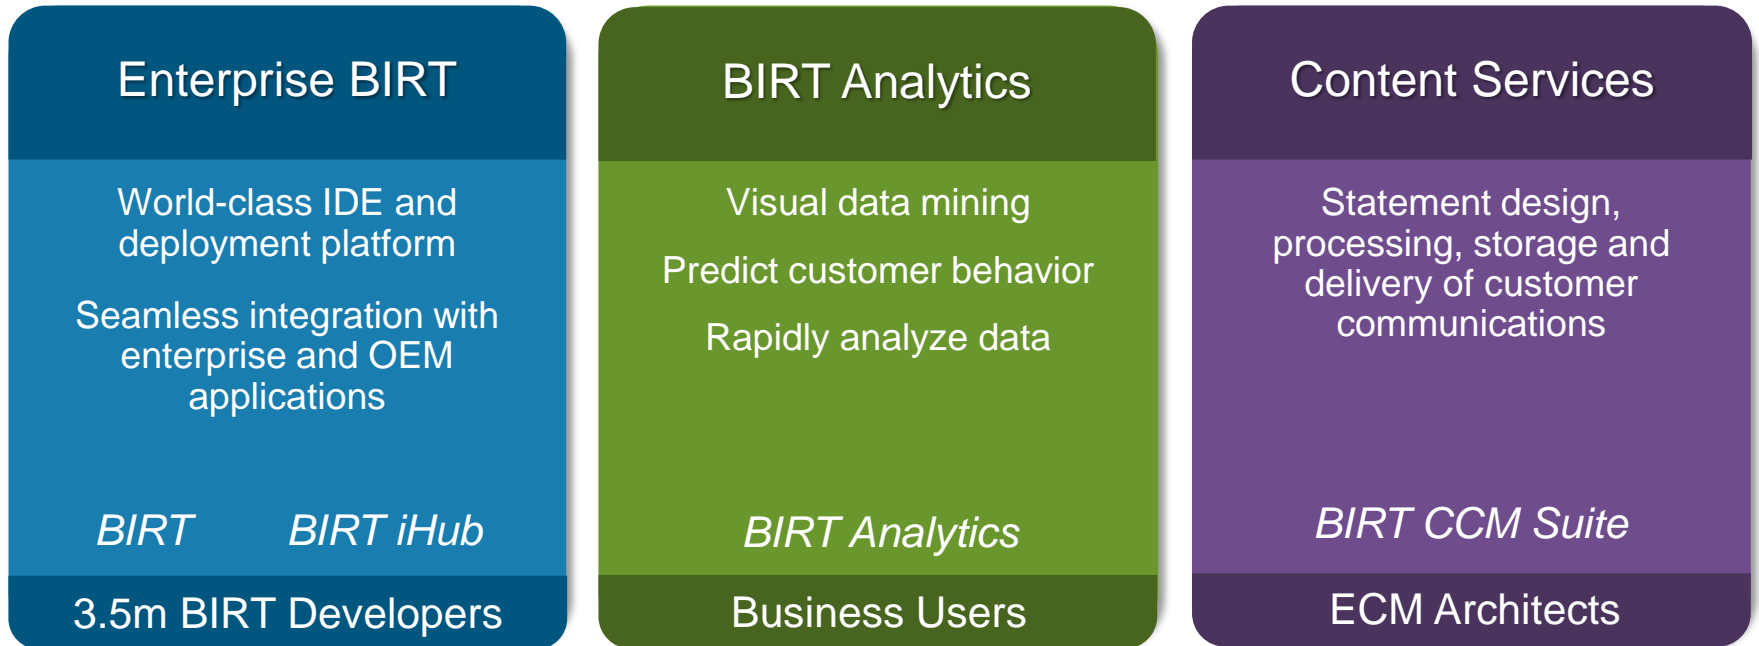 Enterprise BIRT
World-class IDE and
deployment platform
Seamless integration with
enterprise and OEM
applications
BIRT BIRT iHub
3.5m BIRT Developers
BIRT Analytics
Visual data mining
Predict customer behavior
Rapidly analyze data
BIRT Analytics
Business Users
Content Services
Statement design,
processing, storage and
delivery of customer
communications
BIRT CCM Suite
ECM Architects